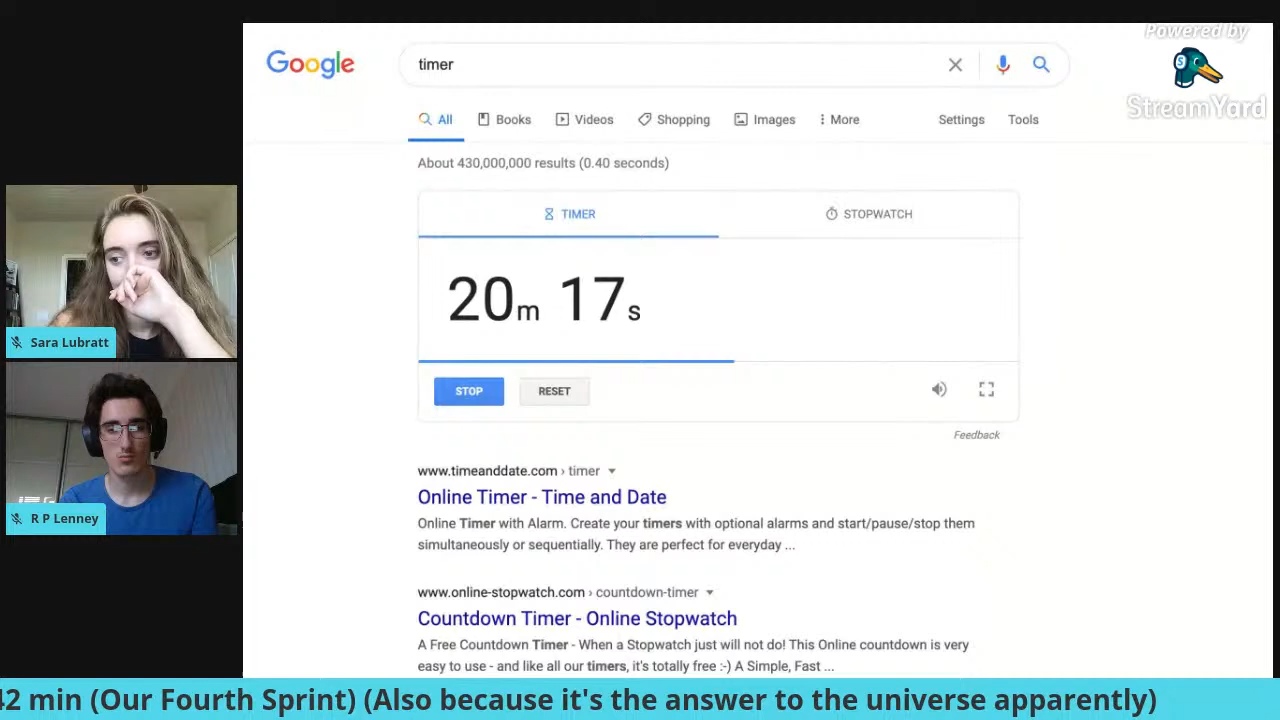 Powered by
StreamYard
Google
timer
All Books Videos Shopping Images More Settings Tools
About 430,000,000 results (0.40 seconds)
TIMER STOPWATCH
20m 17s
STOP RESET
Feedback
www.timeanddate.com › timer
Online Timer - Time and Date
Online Timer with Alarm. Create your timers with optional alarms and start/pause/stop them
simultaneously or sequentially. They are perfect for everyday ...
www.online-stopwatch.com › countdown-timer
Countdown Timer - Online Stopwatch
A Free Countdown Timer - When a Stopwatch just will not do! This Online countdown is very
easy to use - and like all our timers, it's totally free :-) A Simple, Fast ...
Sara Lubratt
R P Lenney
42 min (Our Fourth Sprint) (Also because it's the answer to the universe apparently)